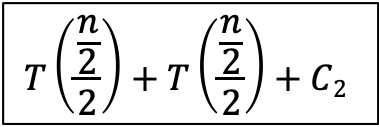 T((n/2)/2) + T((n/2)/2) + C₂